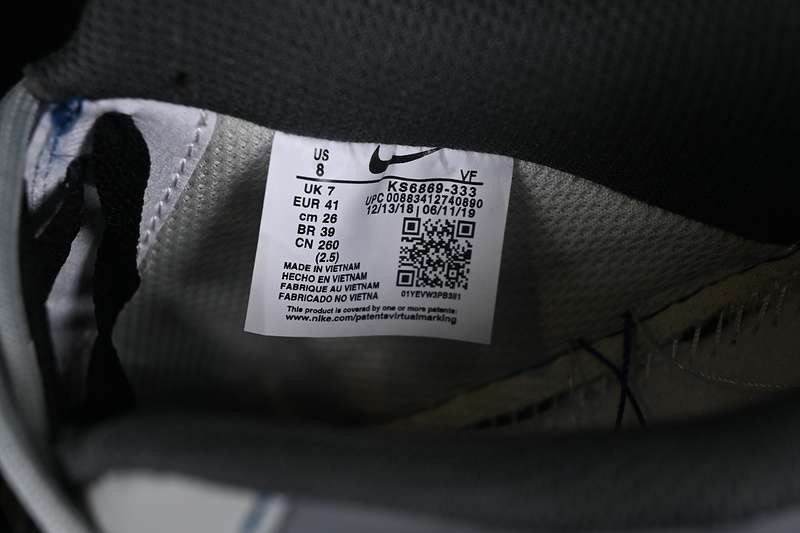 US
8
VF
UK 7
EUR 41
cm 26
BR 39
CN 260
(2.5)
KS6869-333
UPC 00883412740890
12/13/18 | 06/11/19
01YEVW3PB381
MADE IN VIETNAM
HECHO EN VIETNAM
FABRIQUE AU VIETNAM
FABRICADO NO VIETNA
This product is covered by one or more patents:
www.nike.com/patentsvirtualmarking